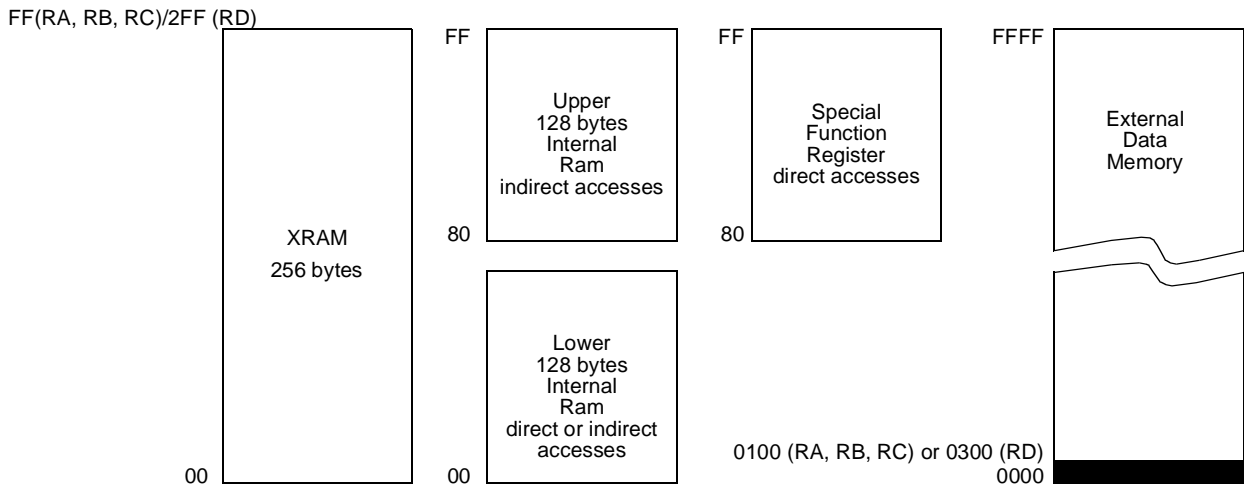 FF(RA, RB, RC)/2FF (RD)
XRAM
256 bytes
00
FF
Upper
128 bytes
Internal
Ram
indirect accesses
80
Lower
128 bytes
Internal
Ram
direct or indirect
accesses
00
FF
Special
Function
Register
direct accesses
80
FFFF
External
Data
Memory
0100 (RA, RB, RC) or 0300 (RD)
0000